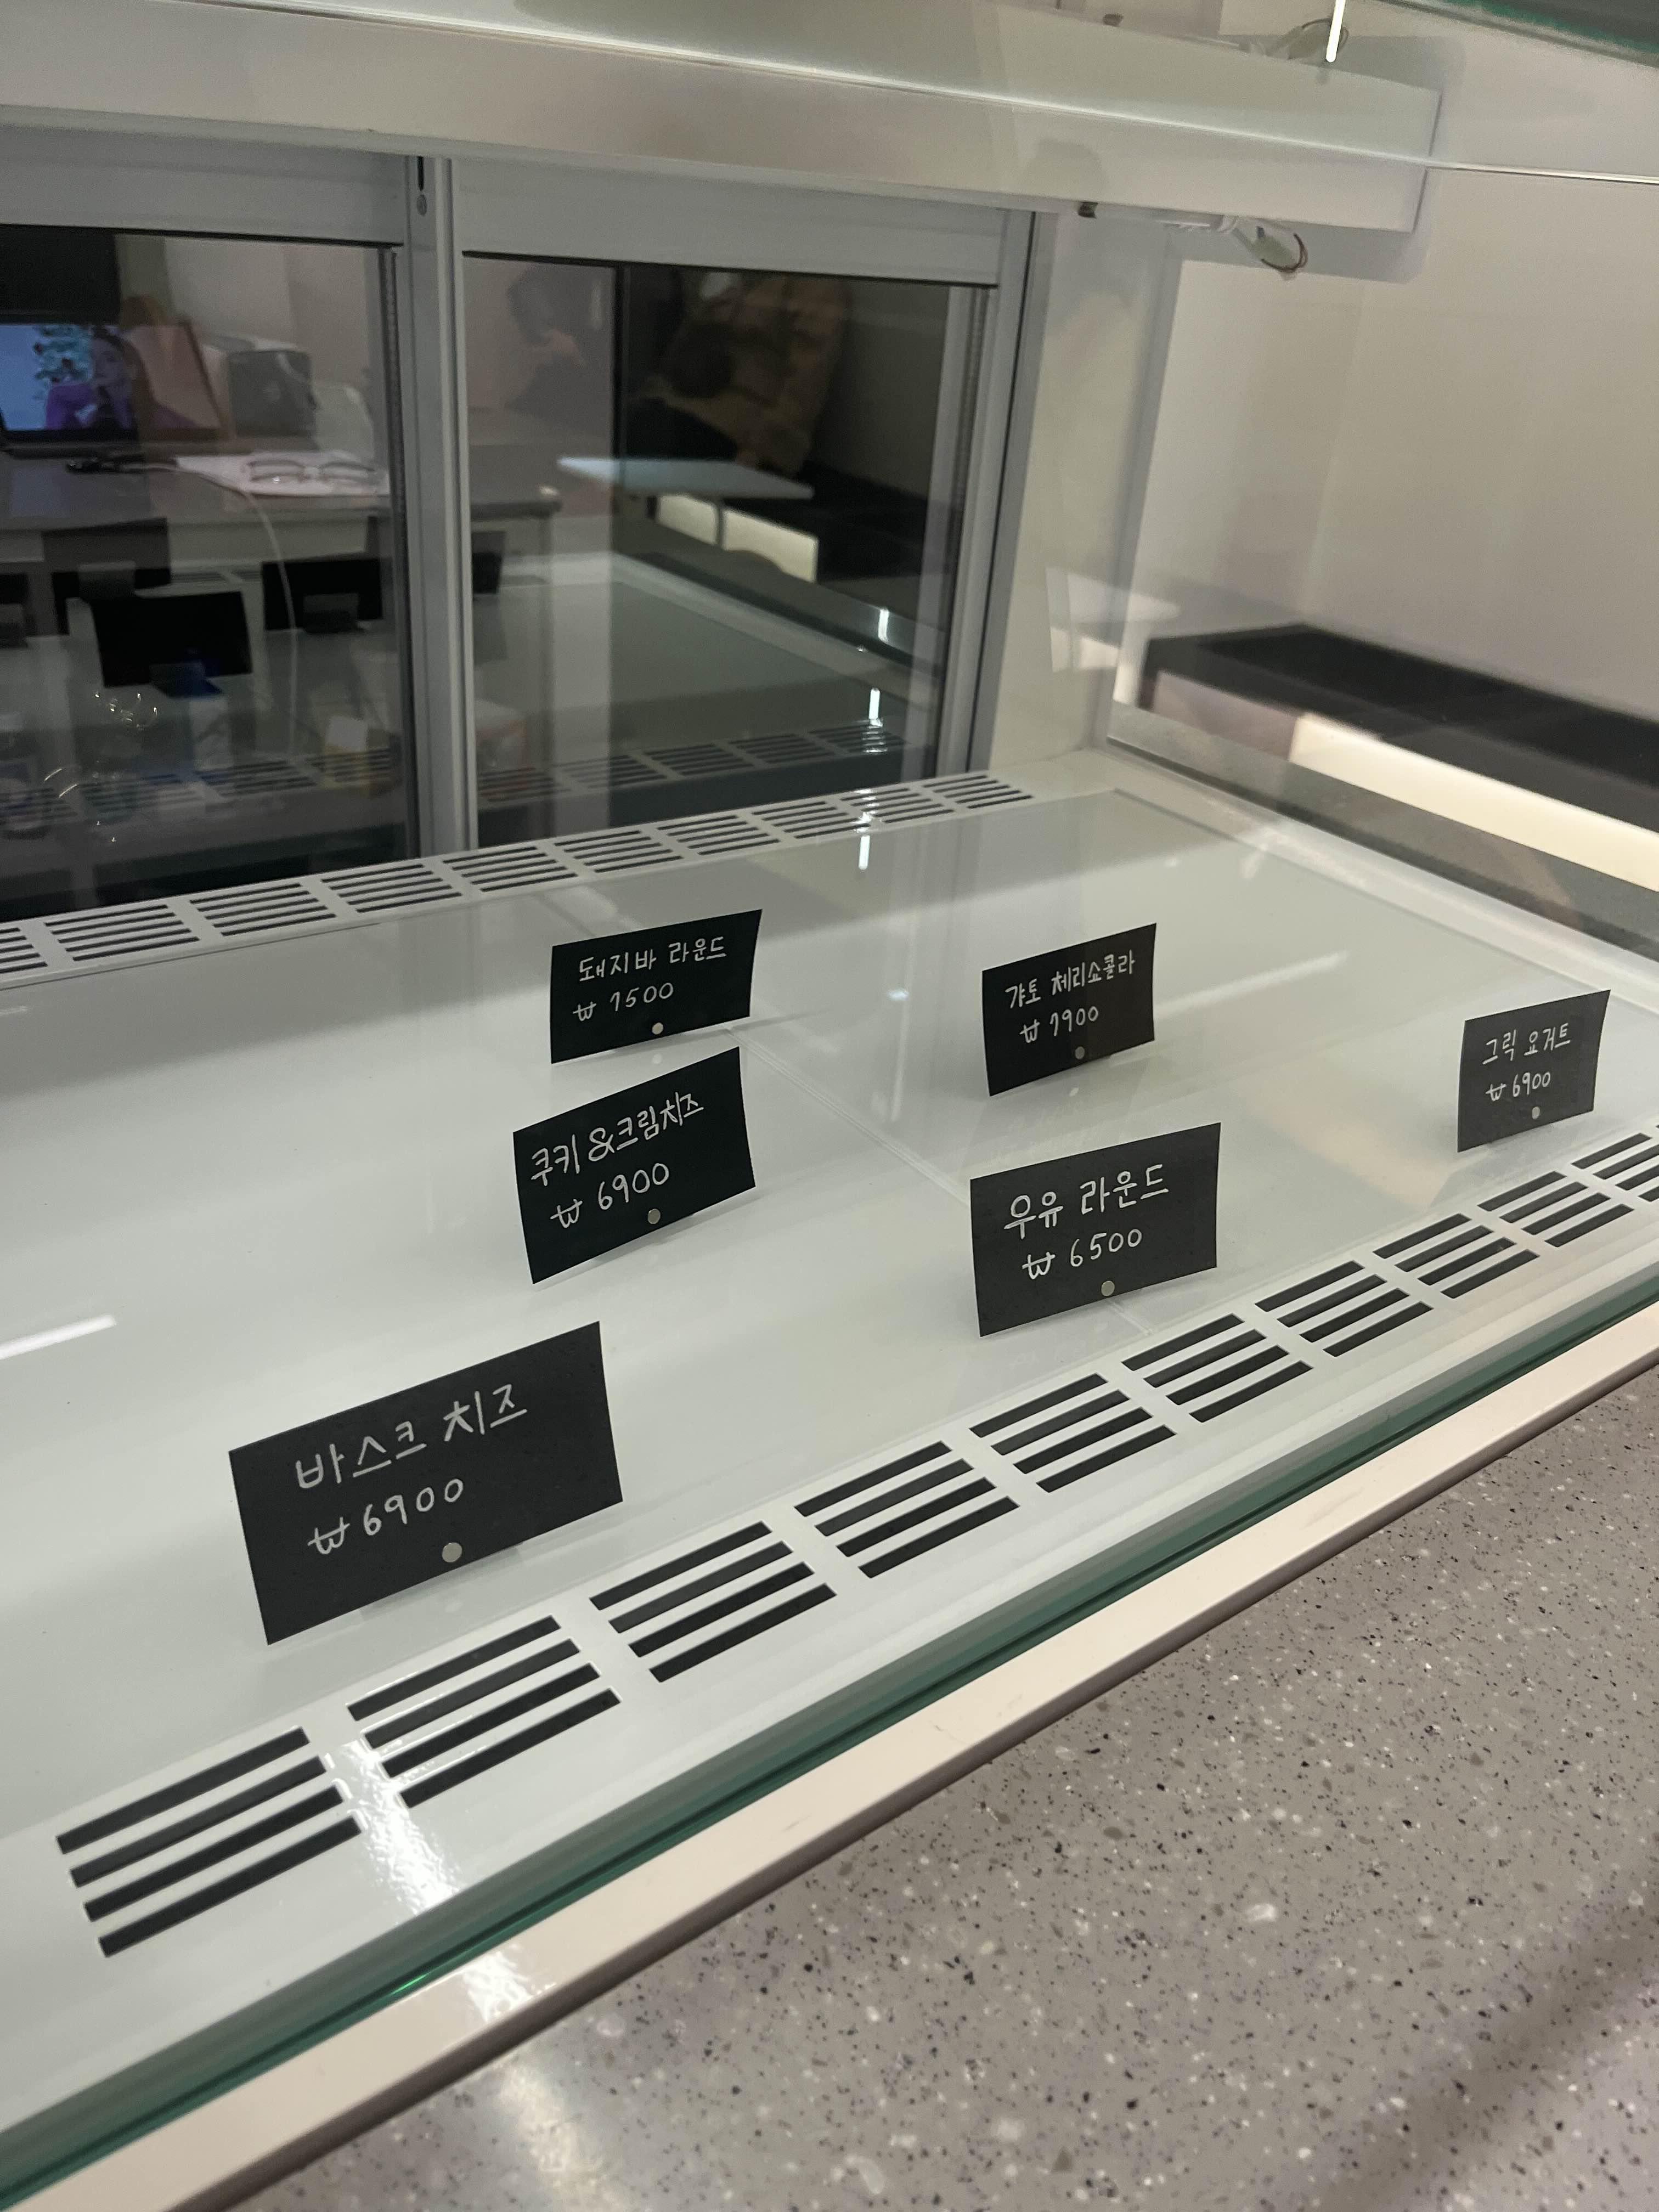 돼지바 라운드
₩ 7500
갸토 체리쇼콜라
₩ 7900
그릭 요거트
₩ 6900
쿠키&크림치즈
₩ 6900
우유 라운드
₩ 6500
바스크 치즈
₩ 6900